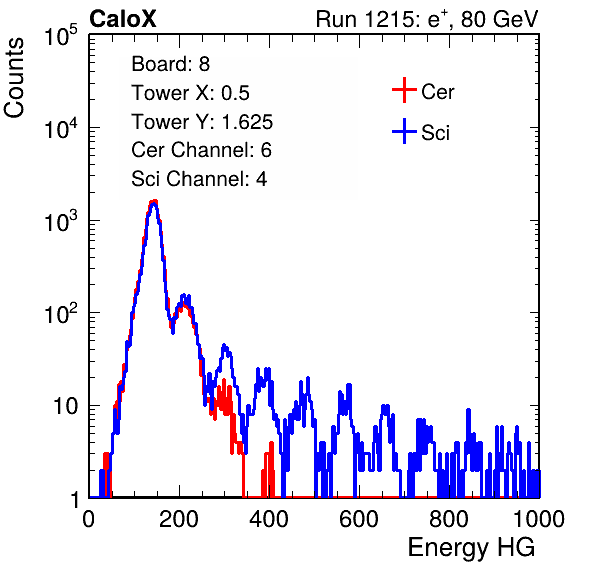 CaloX Run 1215: e⁺, 80 GeV
Counts
10⁵
10⁴
10³
10²
10
1
Board: 8
Tower X: 0.5
Tower Y: 1.625
Cer Channel: 6
Sci Channel: 4
Cer
Sci
0 200 400 600 800 1000
Energy HG